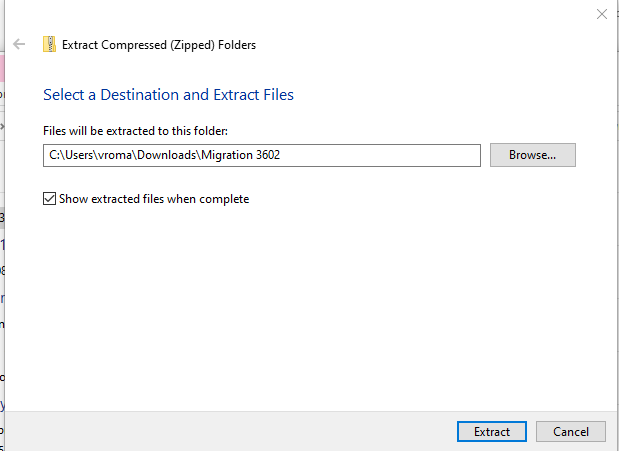 Extract Compressed (Zipped) Folders
Select a Destination and Extract Files
Files will be extracted to this folder:
C:\Users\vroma\Downloads\Migration 3602
Browse...
Show extracted files when complete
Extract
Cancel